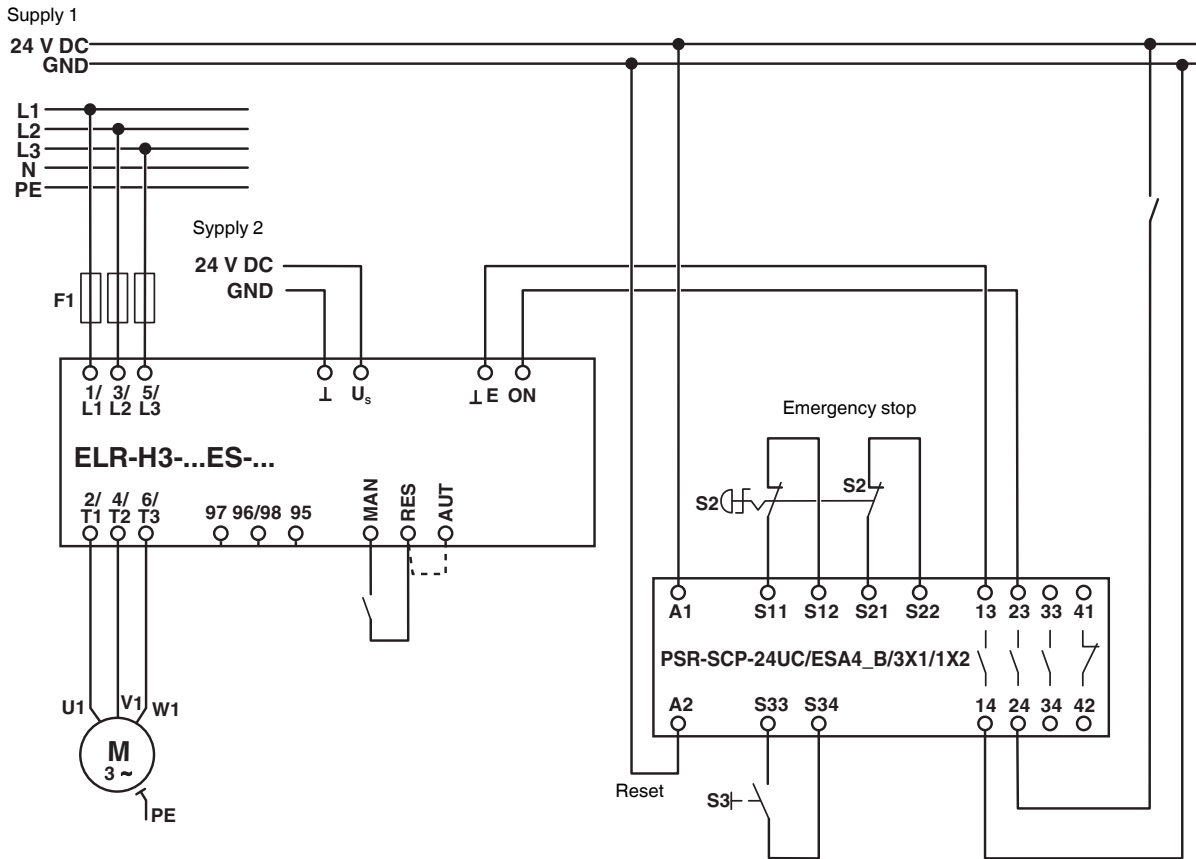 Supply 1
24 V DC
GND
L1
L2
L3
N
PE
Sypply 2
24 V DC
GND
F1
1/ 3/ 5/
L1 L2 L3
⊥ Us ⊥E ON
ELR-H3-...ES-...
2/ 4/ 6/
T1 T2 T3
97 96/98 95
MAN RES AUT
U1 V1 W1
M
3 ~
PE
Emergency stop
S2 S2
A1 S11 S12 S21 S22 13 23 33 41
PSR-SCP-24UC/ESA4_B/3X1/1X2
A2 S33 S34 14 24 34 42
Reset
S3